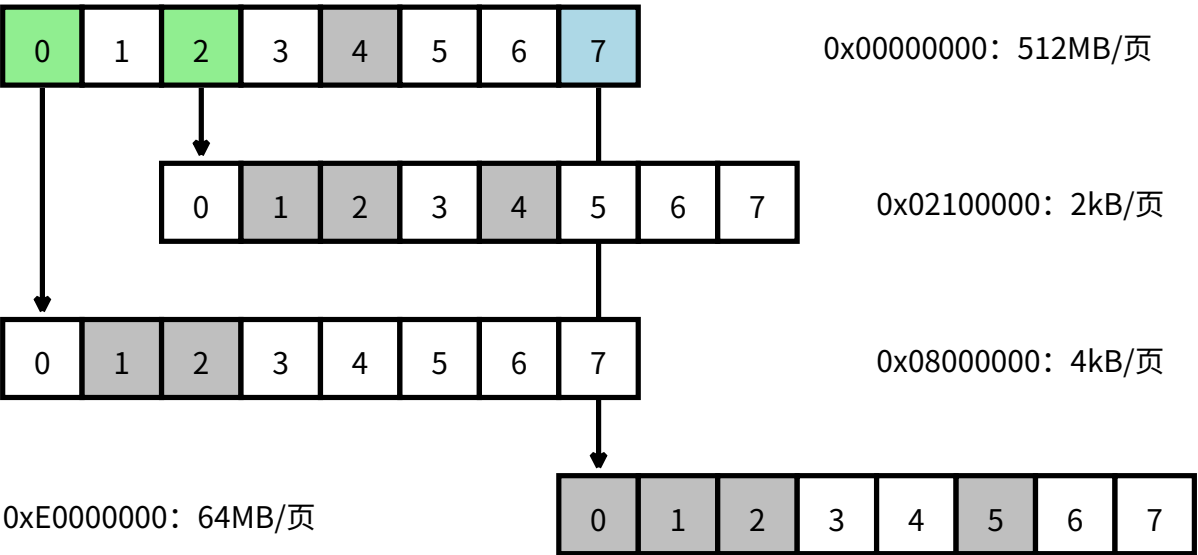 0 1 2 3 4 5 6 7 0x00000000：512MB/页
0 1 2 3 4 5 6 7 0x02100000：2kB/页
0 1 2 3 4 5 6 7 0x08000000：4kB/页
0xE0000000：64MB/页 0 1 2 3 4 5 6 7